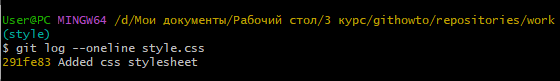 User@PC MINGW64 /d/Мои документы/Рабочий стол/3 курс/githowto/repositories/work
(style)
$ git log --oneline style.css
291fe83 Added css stylesheet